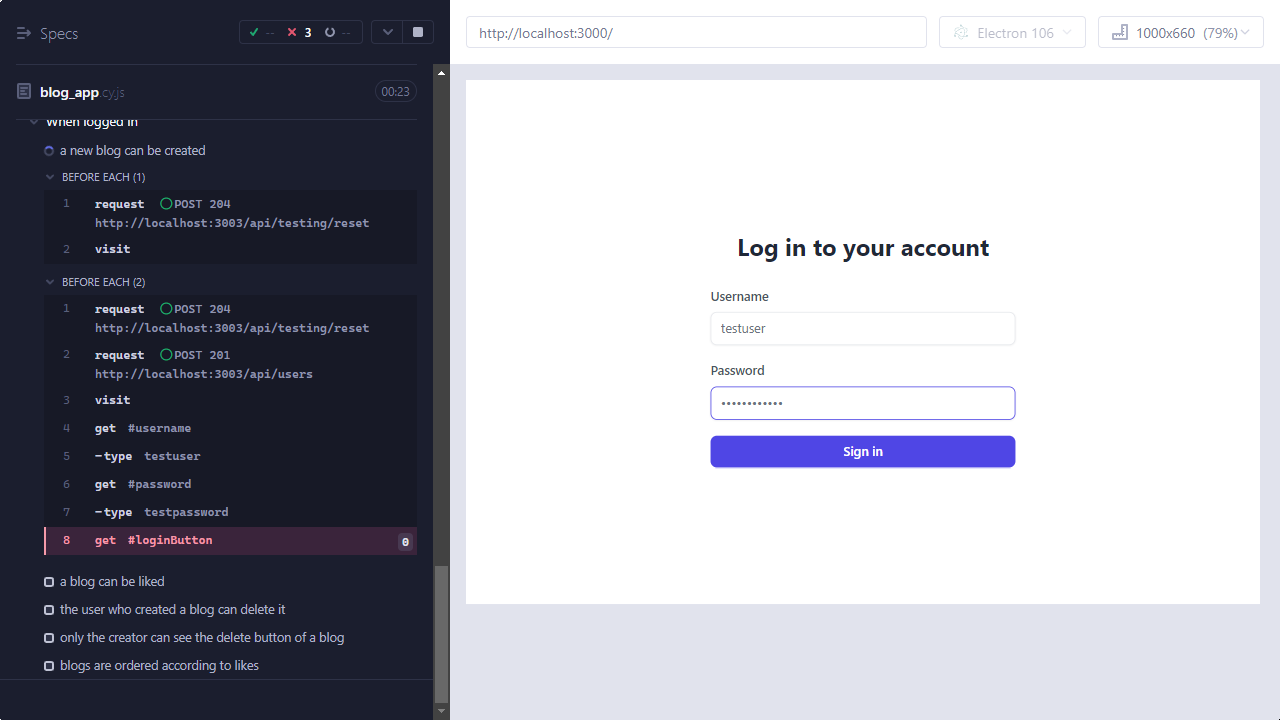 Specs
-- 3 --
http://localhost:3000/
Electron 106
1000x660 (79%)
blog_app.cy.js
00:23
When logged in
a new blog can be created
BEFORE EACH (1)
1 request POST 204
http://localhost:3003/api/testing/reset
2 visit
BEFORE EACH (2)
1 request POST 204
http://localhost:3003/api/testing/reset
2 request POST 201
http://localhost:3003/api/users
3 visit
4 get #username
5 -type testuser
6 get #password
7 -type testpassword
8 get #loginButton 0
a blog can be liked
the user who created a blog can delete it
only the creator can see the delete button of a blog
blogs are ordered according to likes
Log in to your account
Username
testuser
Password
••••••••••••
Sign in